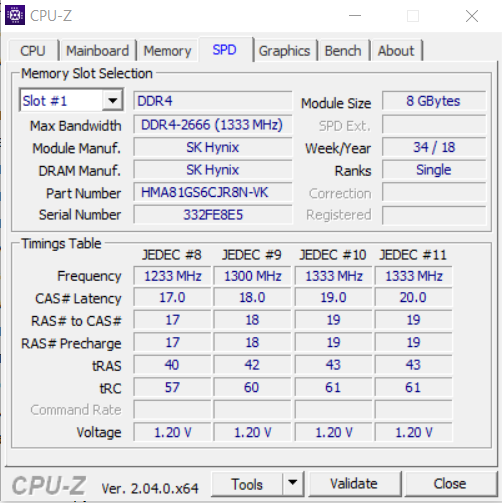 CPU-Z
CPU Mainboard Memory SPD Graphics Bench About
Memory Slot Selection
Slot #1 DDR4 Module Size 8 GBytes
Max Bandwidth DDR4-2666 (1333 MHz) SPD Ext.
Module Manuf. SK Hynix Week/Year 34 / 18
DRAM Manuf. SK Hynix Ranks Single
Part Number HMA81GS6CJR8N-VK Correction
Serial Number 332FE8E5 Registered
Timings Table
JEDEC #8 JEDEC #9 JEDEC #10 JEDEC #11
Frequency 1233 MHz 1300 MHz 1333 MHz 1333 MHz
CAS# Latency 17.0 18.0 19.0 20.0
RAS# to CAS# 17 18 19 19
RAS# Precharge 17 18 19 19
tRAS 40 42 43 43
tRC 57 60 61 61
Command Rate
Voltage 1.20 V 1.20 V 1.20 V 1.20 V
CPU-Z Ver. 2.04.0.x64 Tools Validate Close